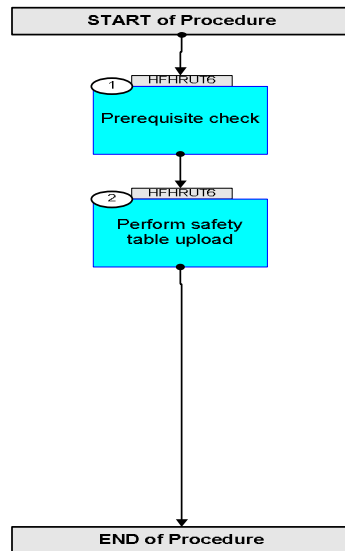 START of Procedure
HFHRUT6
1
Prerequisite check
HFHRUT6
2
Perform safety
table upload
END of Procedure